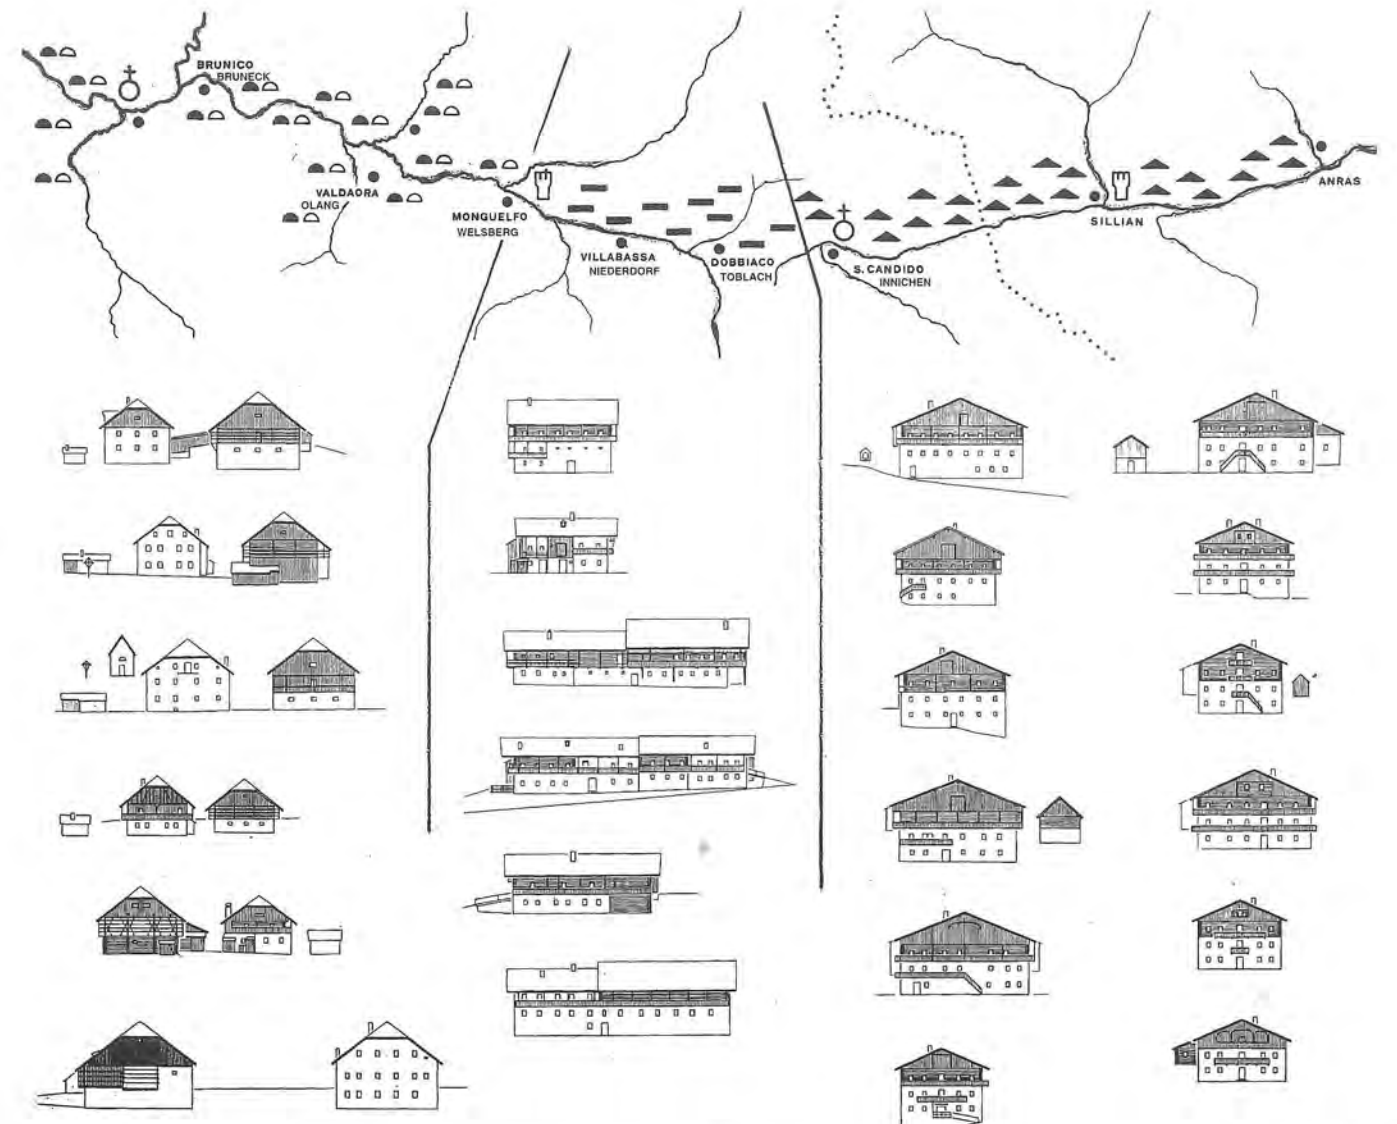 BRUNICO
BRUNECK
VALDAORA
OLANG
MONGUELFO
WELSBERG
VILLABASSA
NIEDERDORF
DOBBIACO
TOBLACH
S. CANDIDO
INNICHEN
SILLIAN
ANRAS